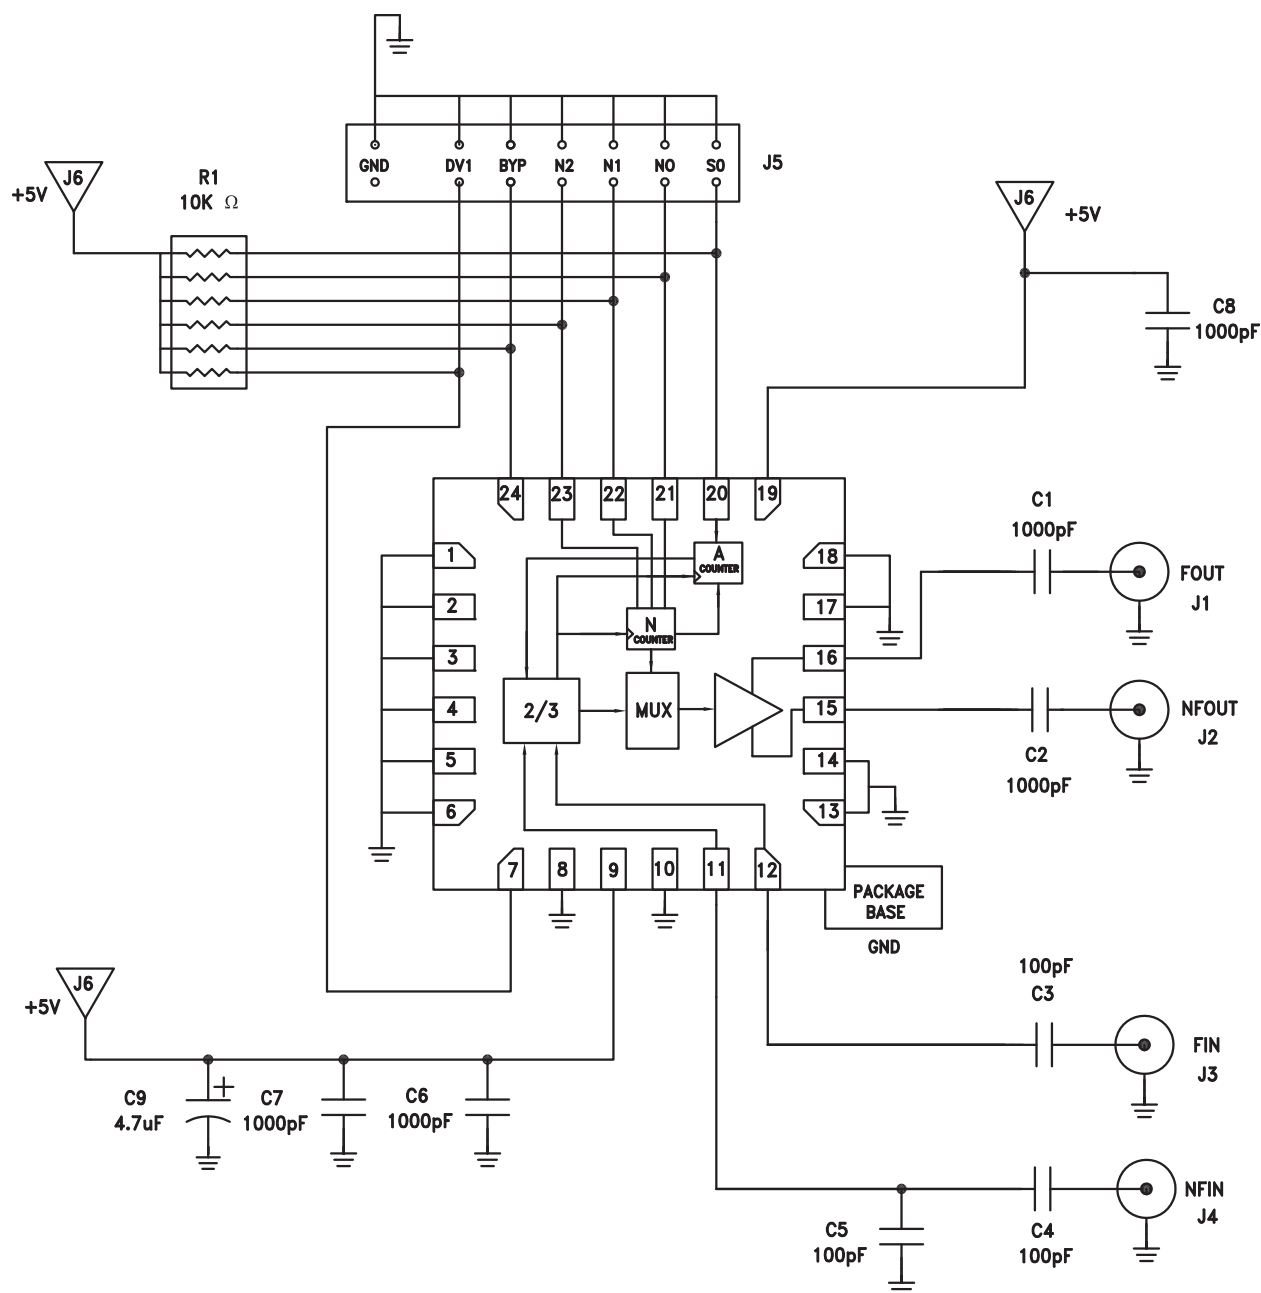 GND DV1 BYP N2 N1 N0 S0
J5
J6
+5V
R1
10K Ω
J6
+5V
C8
1000pF
24 23 22 21 20 19
1
2
3
4
5
6
18
17
16
15
14
13
7 8 9 10 11 12
A
COUNTER
N
COUNTER
2/3
MUX
C1
1000pF
FOUT
J1
NFOUT
J2
C2
1000pF
PACKAGE
BASE
GND
100pF
C3
FIN
J3
J6
+5V
C9
4.7uF
+
C7
1000pF
C6
1000pF
NFIN
J4
C5
100pF
C4
100pF